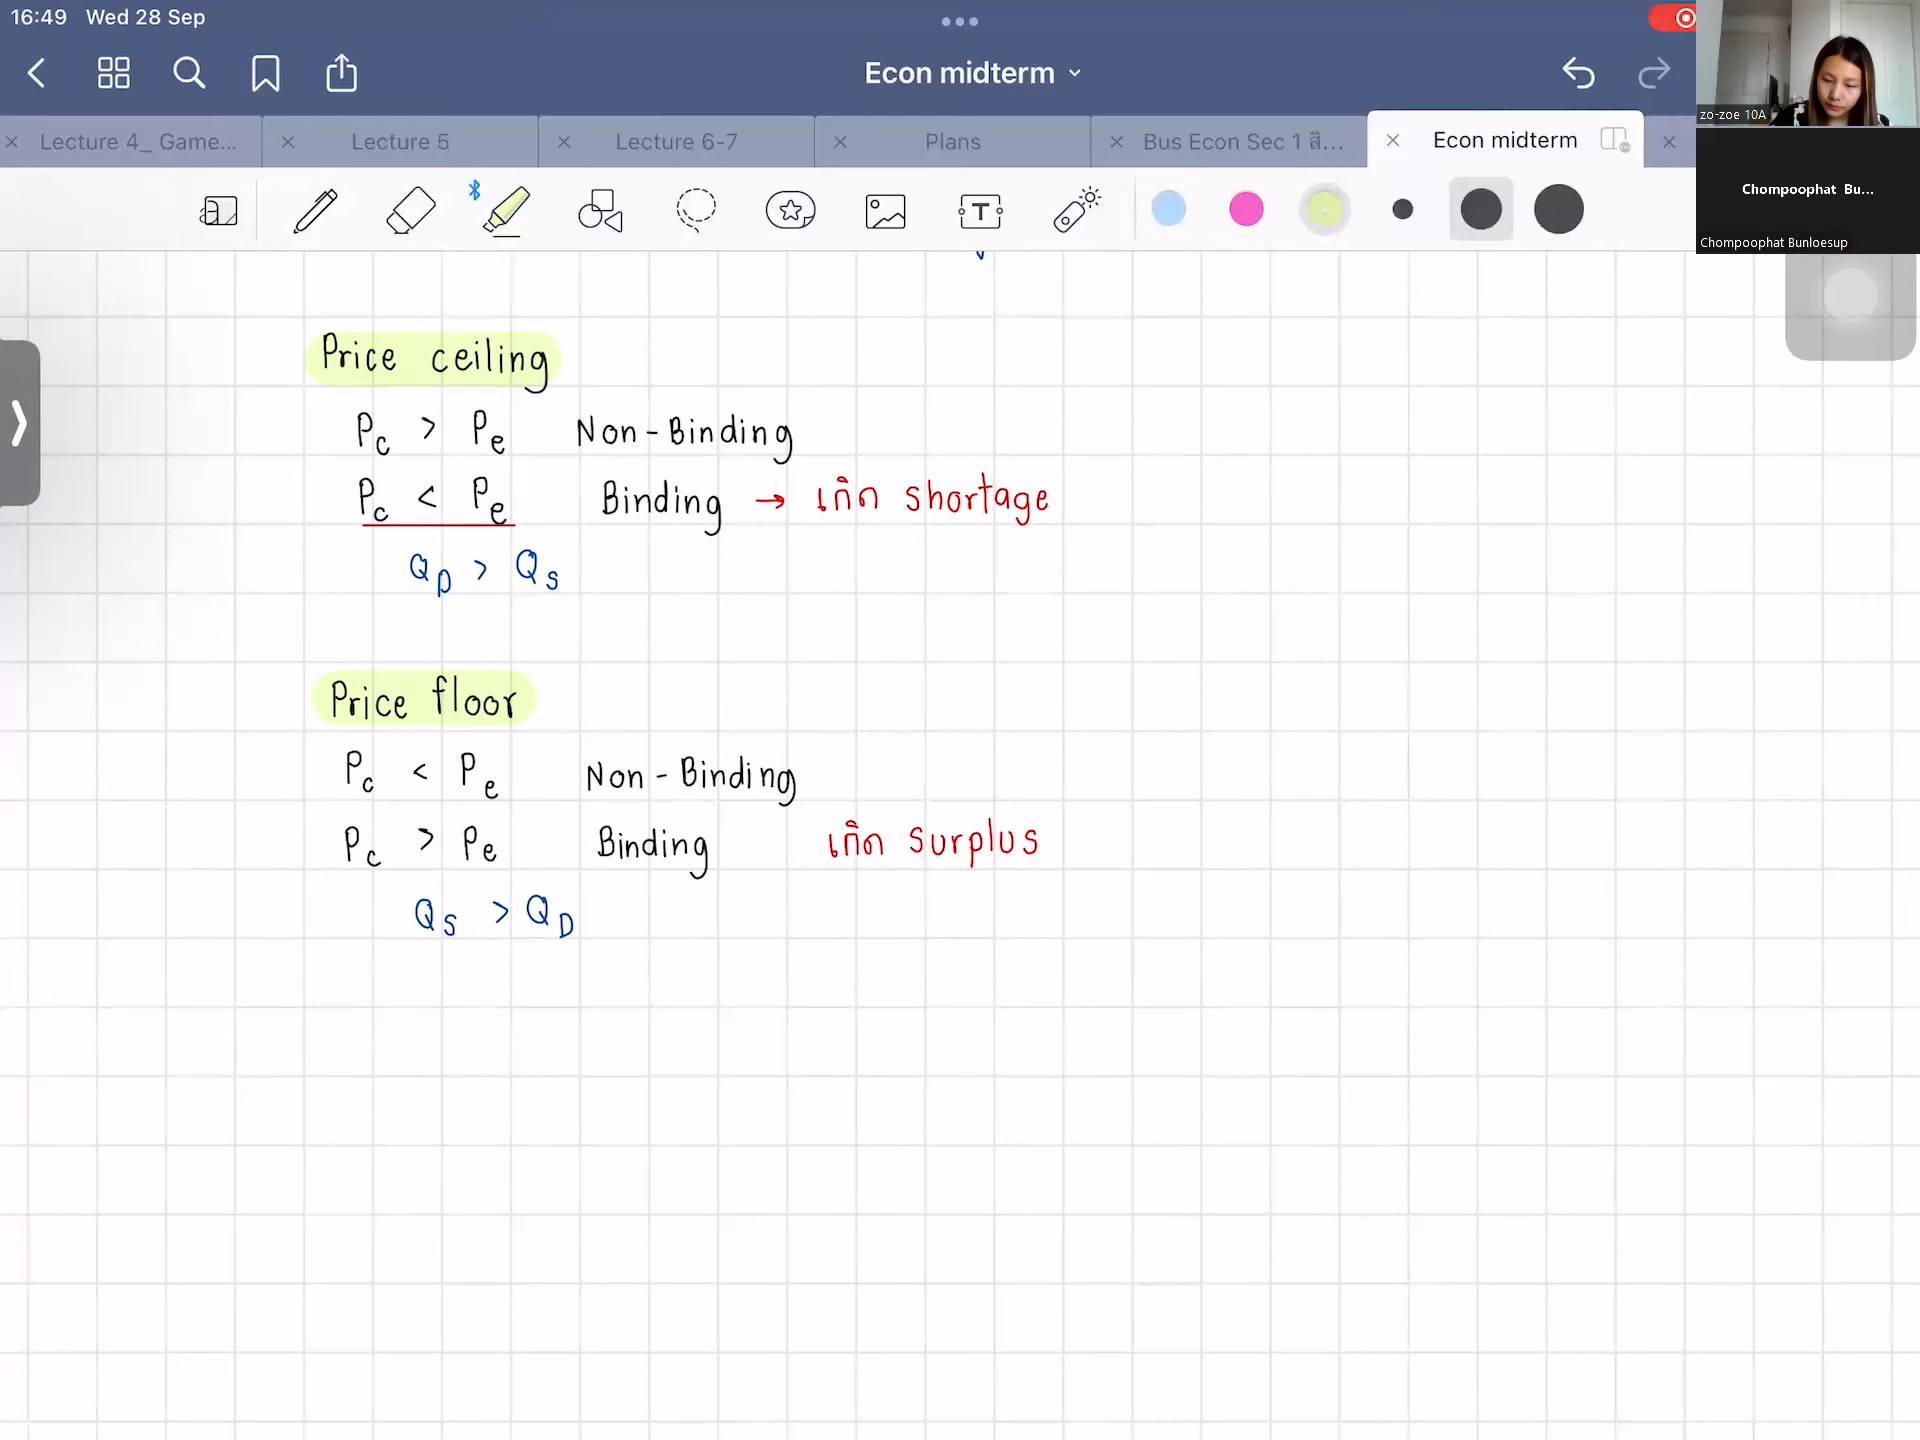 16:49 Wed 28 Sep
Econ midterm
Lecture 4_ Game...
Lecture 5
Lecture 6-7
Plans
Bus Econ Sec 1 สิ...
Econ midterm
zo-zoe 10A
Chompoophat Bu...
Chompoophat Bunloesup
Price ceiling
Pc > Pe Non-Binding
Pc < Pe Binding → เกิด shortage
QD > Qs
Price floor
Pc < Pe Non-Binding
Pc > Pe Binding เกิด surplus
Qs > QD